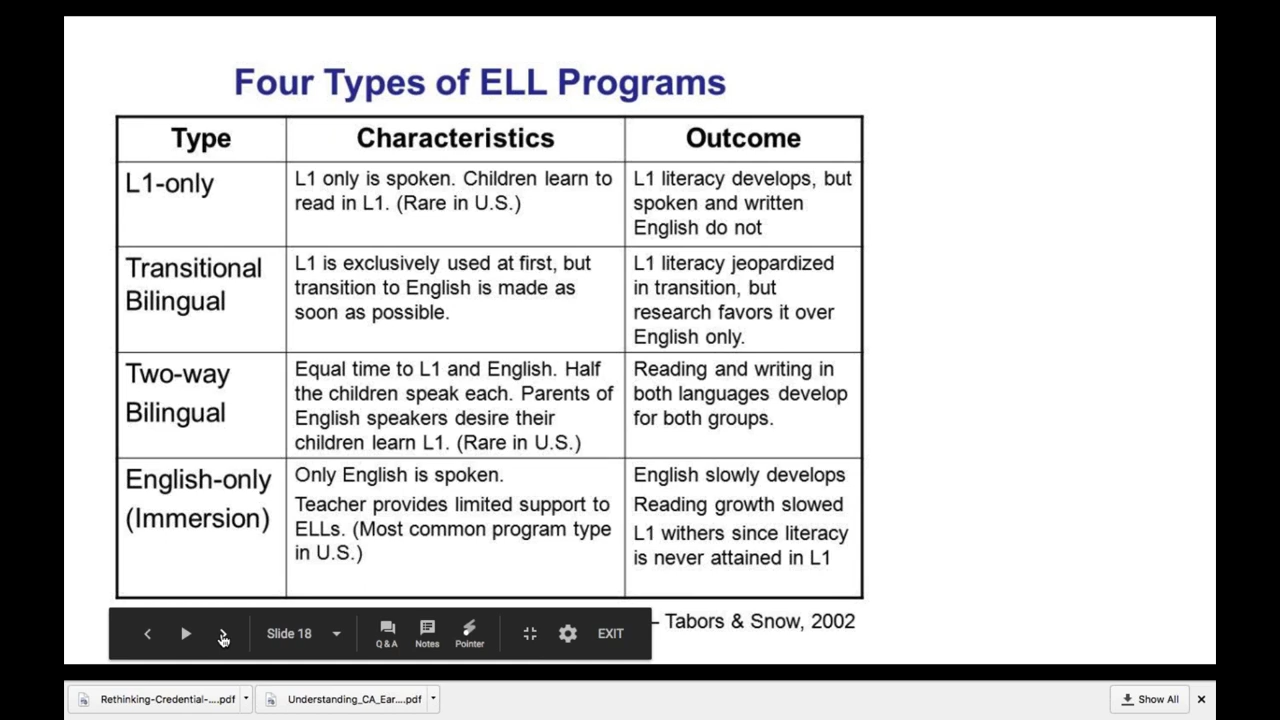 Four Types of ELL Programs
Type
Characteristics
Outcome
L1-only
L1 only is spoken. Children learn to
read in L1. (Rare in U.S.)
L1 literacy develops, but
spoken and written
English do not
Transitional
Bilingual
L1 is exclusively used at first, but
transition to English is made as
soon as possible.
L1 literacy jeopardized
in transition, but
research favors it over
English only.
Two-way
Bilingual
Equal time to L1 and English. Half
the children speak each. Parents of
English speakers desire their
children learn L1. (Rare in U.S.)
Reading and writing in
both languages develop
for both groups.
English-only
(Immersion)
Only English is spoken.
Teacher provides limited support to
ELLs. (Most common program type
in U.S.)
English slowly develops
Reading growth slowed
L1 withers since literacy
is never attained in L1
– Tabors & Snow, 2002
Slide 18
Q & A
Notes
Pointer
EXIT
Rethinking-Credential-....pdf
Understanding_CA_Ear....pdf
Show All